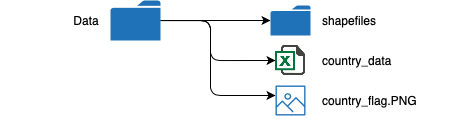 Data
shapefiles
country_data
country_flag.PNG